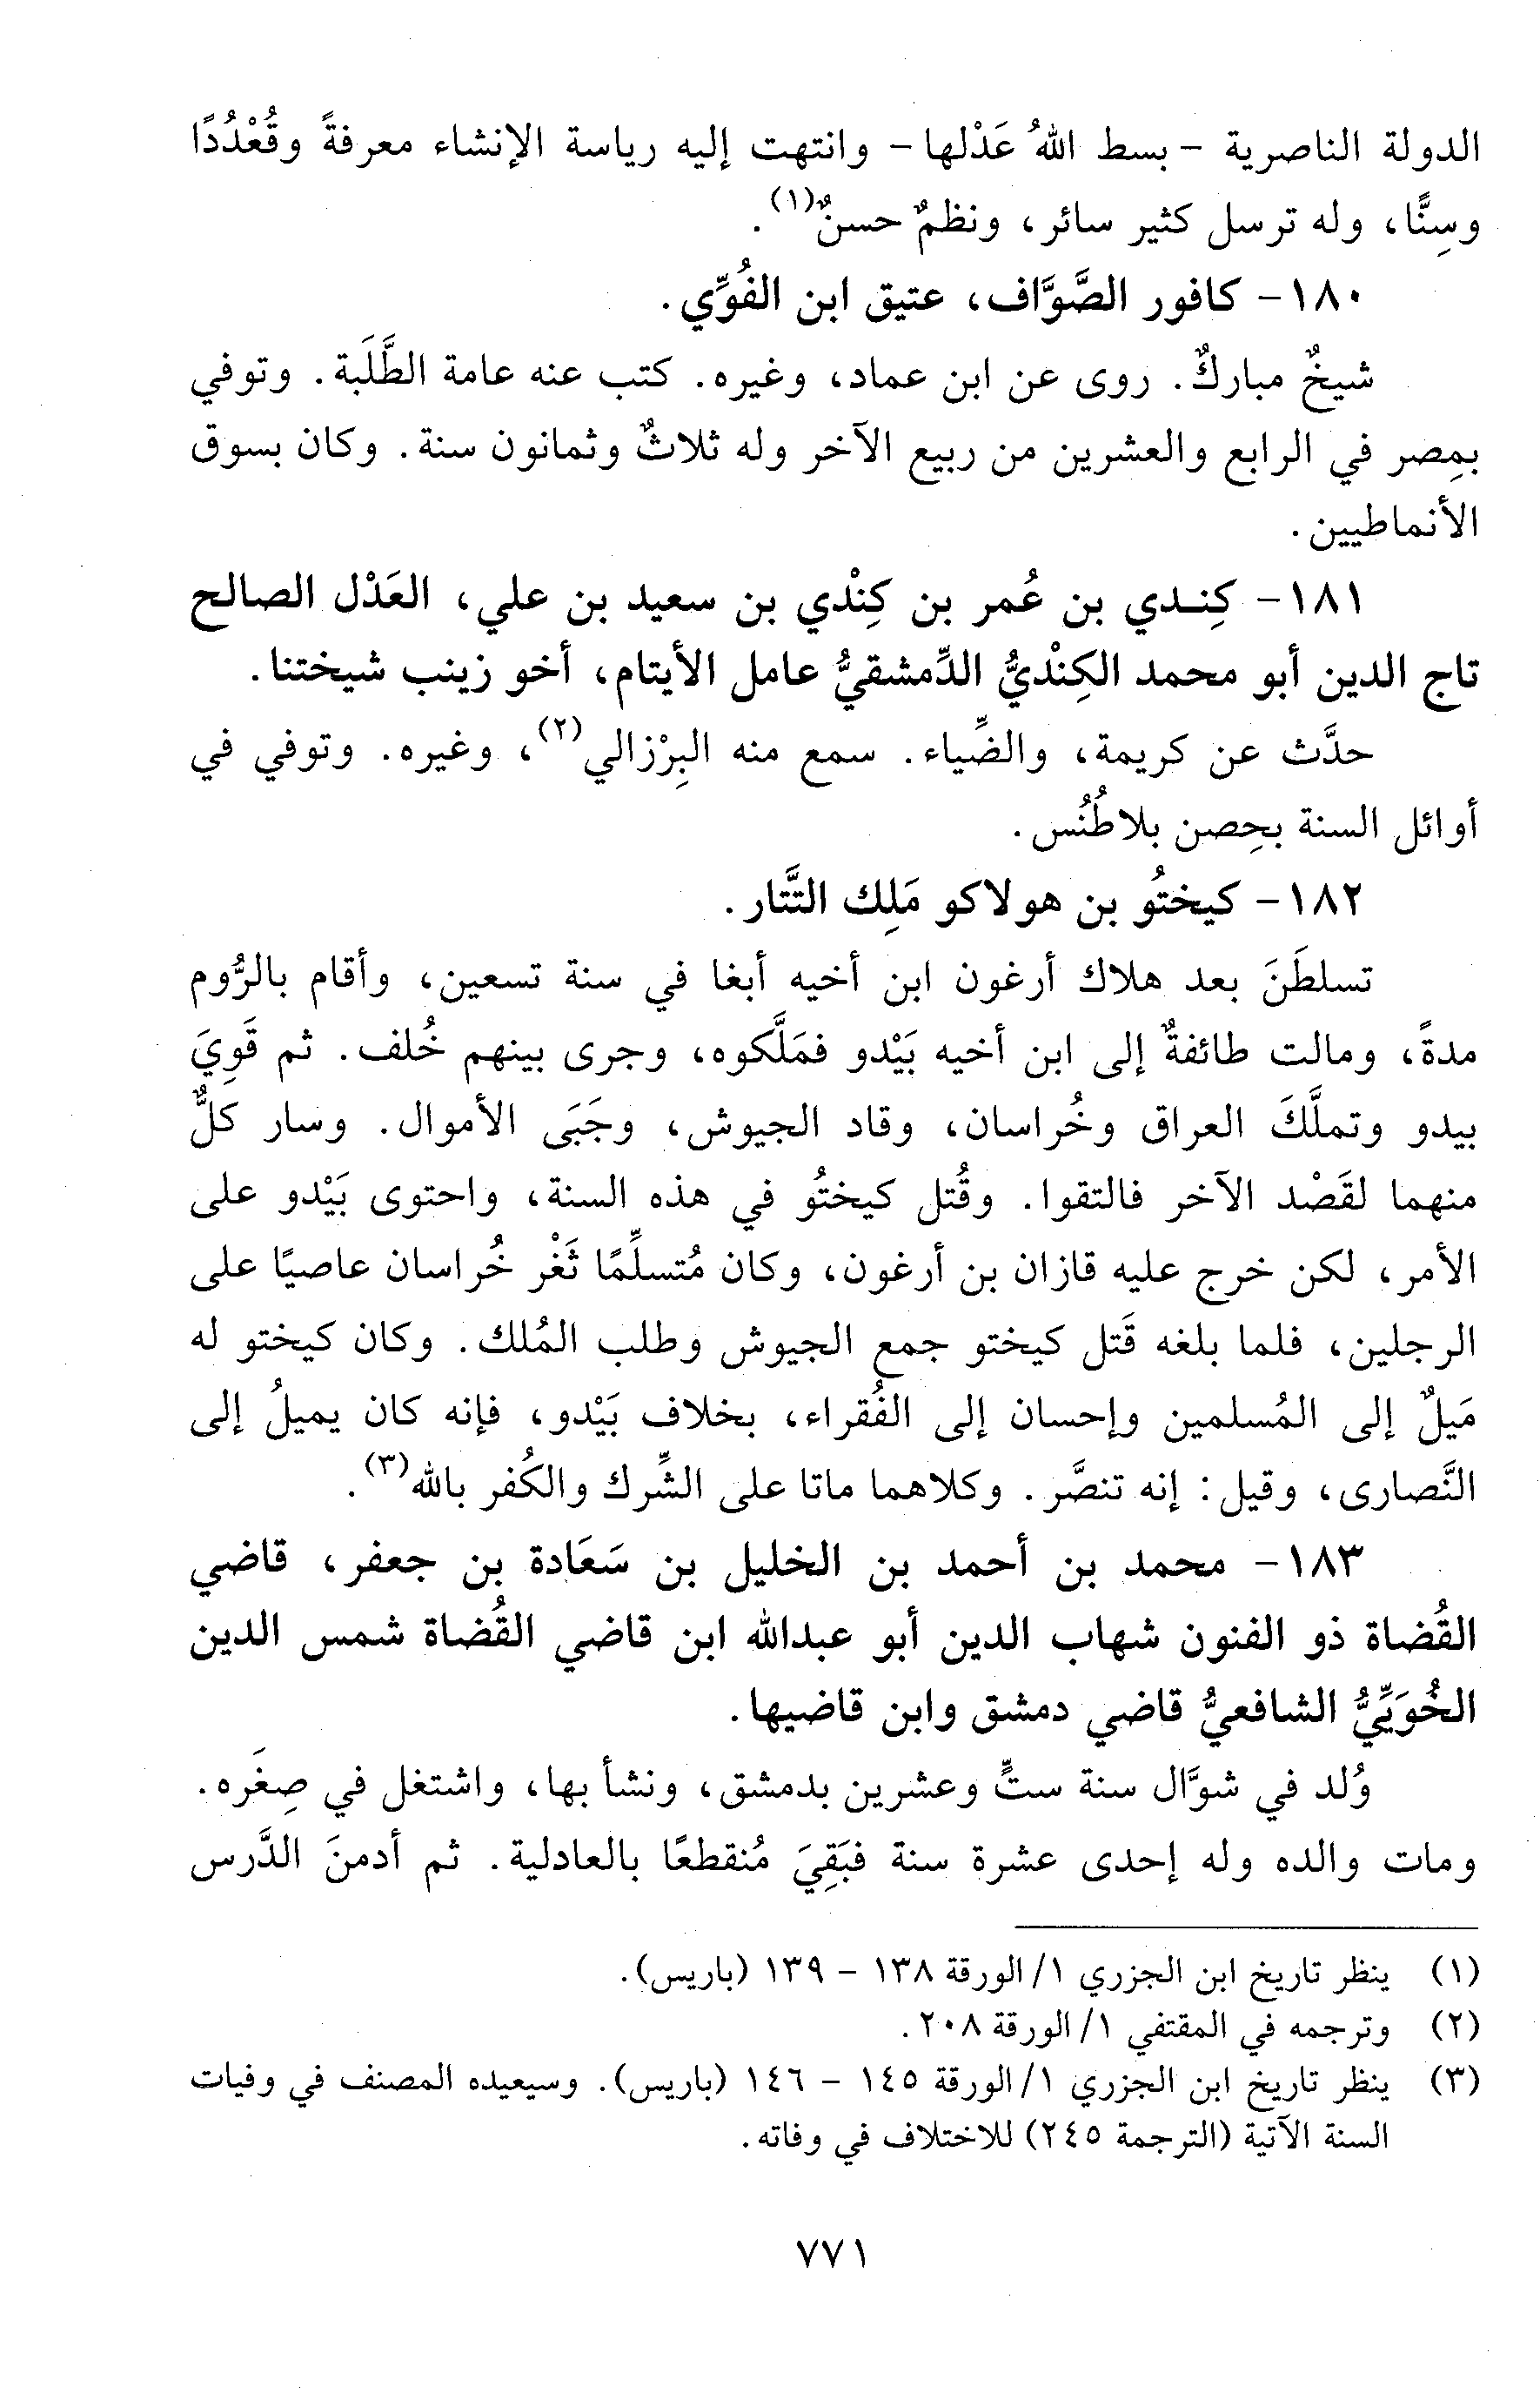 الدولة الناصرية - بسط اللهُ عَدْلها - وانتهت إليه رياسة الإنشاء معرفةً وقُعْدُدًا
وسِنًّا، وله ترسل كثير سائر، ونظمٌ حسنٌ(١).
١٨٠- كافور الصَّوَّاف، عتيق ابن الفُوِّي.
شيخٌ مباركٌ. روى عن ابن عماد، وغيره. كتب عنه عامة الطَّلَبة. وتوفي
بمِصر في الرابع والعشرين من ربيع الآخر وله ثلاثٌ وثمانون سنة. وكان بسوق
الأنماطيين.
١٨١- كِنـدي بن عُمر بن كِنْدي بن سعيد بن علي، العَدْل الصالح
تاج الدين أبو محمد الكِنْديُّ الدِّمشقيُّ عامل الأيتام، أخو زينب شيختنا.
حدَّث عن كريمة، والضِّياء. سمع منه البِرْزالي(٢)، وغيره. وتوفي في
أوائل السنة بحِصن بلاطُنُس.
١٨٢- كيختُو بن هولاكو مَلِك التَّتار.
تسلطَنَ بعد هلاك أرغون ابن أخيه أبغا في سنة تسعين، وأقام بالرُّوم
مدةً، ومالت طائفةٌ إلى ابن أخيه بَيْدو فمَلَّكوه، وجرى بينهم خُلف. ثم قَوِيَ
بيدو وتملَّكَ العراق وخُراسان، وقاد الجيوش، وجَبَى الأموال. وسار كلٌّ
منهما لقَصْد الآخر فالتقوا. وقُتل كيختُو في هذه السنة، واحتوى بَيْدو على
الأمر، لكن خرج عليه قازان بن أرغون، وكان مُتسلِّمًا ثَغْر خُراسان عاصيًا على
الرجلين، فلما بلغه قَتل كيختو جمع الجيوش وطلب المُلك. وكان كيختو له
مَيلٌ إلى المُسلمين وإحسان إلى الفُقراء، بخلاف بَيْدو، فإنه كان يميلُ إلى
النَّصارى، وقيل: إنه تنصَّر. وكلاهما ماتا على الشِّرك والكُفر بالله(٣).
١٨٣- محمد بن أحمد بن الخليل بن سَعَادة بن جعفر، قاضي
القُضاة ذو الفنون شهاب الدين أبو عبدالله ابن قاضي القُضاة شمس الدين
الخُوَيِّيُّ الشافعيُّ قاضي دمشق وابن قاضيها.
وُلد في شوَّال سنة ستٍّ وعشرين بدمشق، ونشأ بها، واشتغل في صِغَره.
ومات والده وله إحدى عشرة سنة فبَقِيَ مُنقطعًا بالعادلية. ثم أدمنَ الدَّرس
(١) ينظر تاريخ ابن الجزري ١/ الورقة ١٣٨ - ١٣٩ (باريس).
(٢) وترجمه في المقتفي ١/ الورقة ٢٠٨.
(٣) ينظر تاريخ ابن الجزري ١/ الورقة ١٤٥ - ١٤٦ (باريس). وسيعيده المصنف في وفيات
السنة الآتية (الترجمة ٢٤٥) للاختلاف في وفاته.
٧٧١